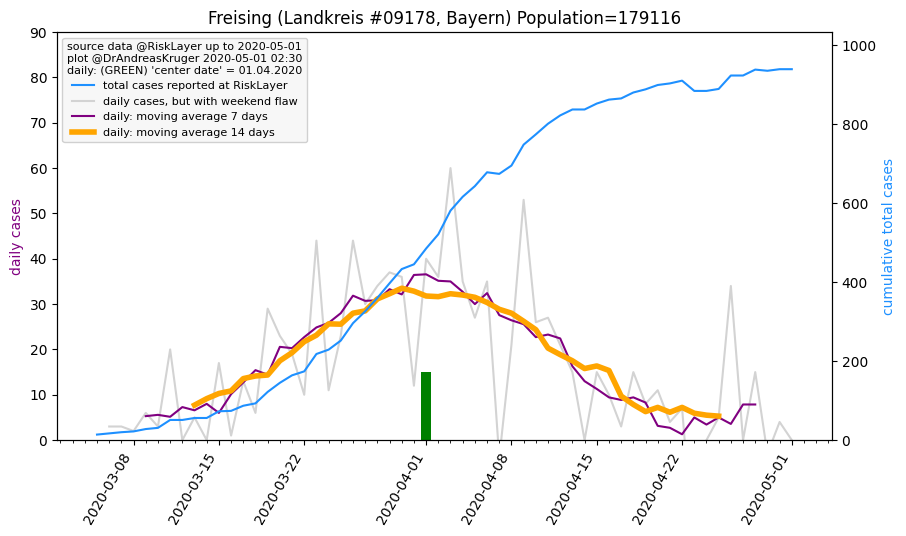 Freising (Landkreis #09178, Bayern) Population=179116
source data @RiskLayer up to 2020-05-01
plot @DrAndreasKruger 2020-05-01 02:30
daily: (GREEN) 'center date' = 01.04.2020
total cases reported at RiskLayer
daily cases, but with weekend flaw
daily: moving average 7 days
daily: moving average 14 days
daily cases
90
80
70
60
50
40
30
20
10
0
cumulative total cases
1000
800
600
400
200
0
2020-03-08
2020-03-15
2020-03-22
2020-04-01
2020-04-08
2020-04-15
2020-04-22
2020-05-01